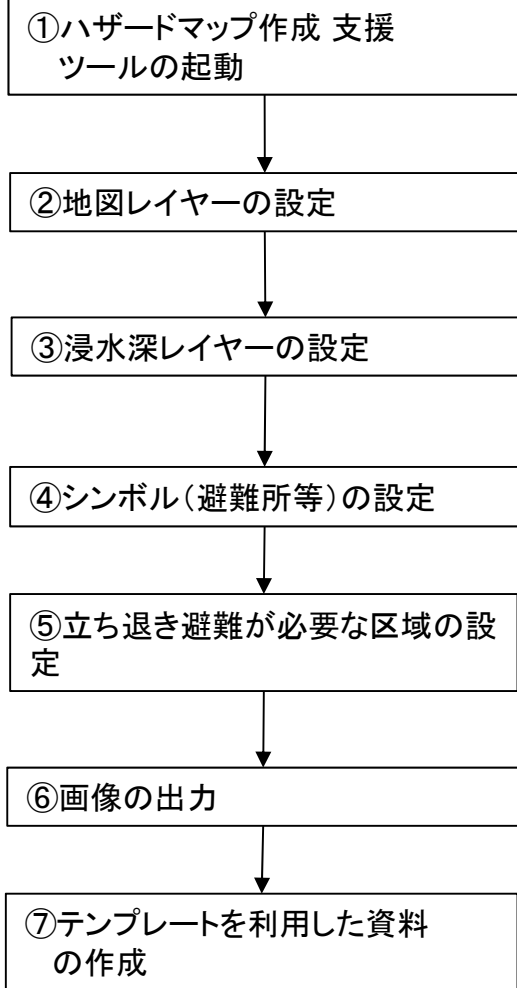 ①ハザードマップ作成 支援
ツールの起動
②地図レイヤーの設定
③浸水深レイヤーの設定
④シンボル(避難所等)の設定
⑤立ち退き避難が必要な区域の設
定
⑥画像の出力
⑦テンプレートを利用した資料
の作成